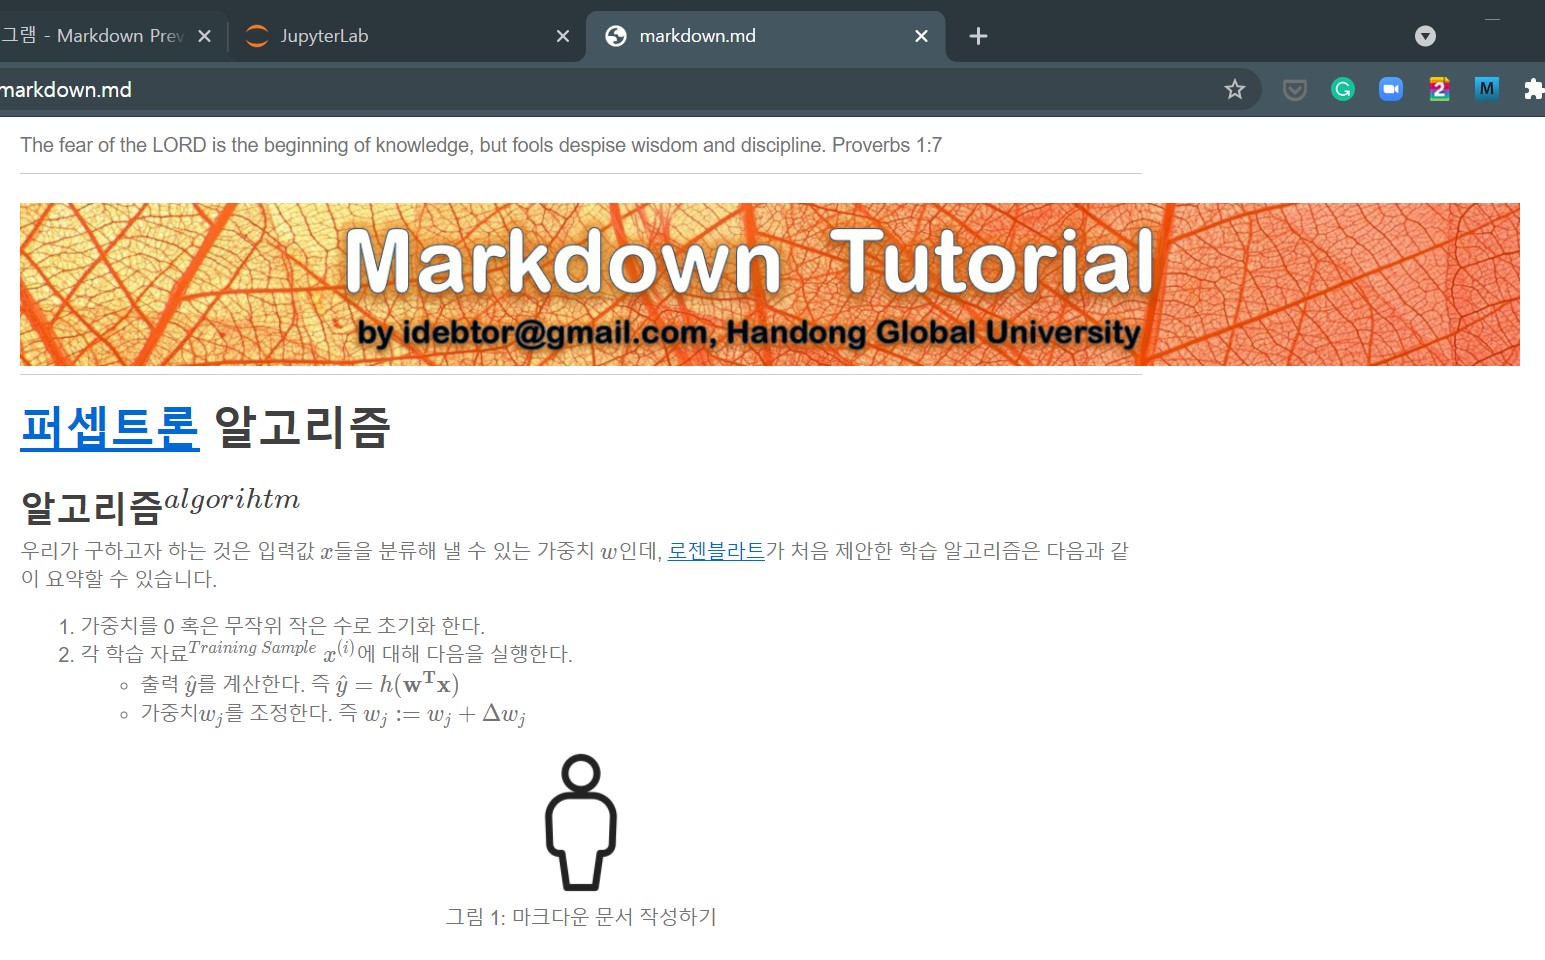 그램 - Markdown Prev
JupyterLab
markdown.md
markdown.md
The fear of the LORD is the beginning of knowledge, but fools despise wisdom and discipline. Proverbs 1:7
Markdown Tutorial
by idebtor@gmail.com, Handong Global University
퍼셉트론 알고리즘
알고리즘^algorihtm
우리가 구하고자 하는 것은 입력값 x들을 분류해 낼 수 있는 가중치 w인데, 로젠블라트가 처음 제안한 학습 알고리즘은 다음과 같
이 요약할 수 있습니다.
1. 가중치를 0 혹은 무작위 작은 수로 초기화 한다.
2. 각 학습 자료^Training Sample x^(i)에 대해 다음을 실행한다.
◦ 출력 ŷ를 계산한다. 즉 ŷ = h(w^T x)
◦ 가중치w_j를 조정한다. 즉 w_j := w_j + Δw_j
그림 1: 마크다운 문서 작성하기